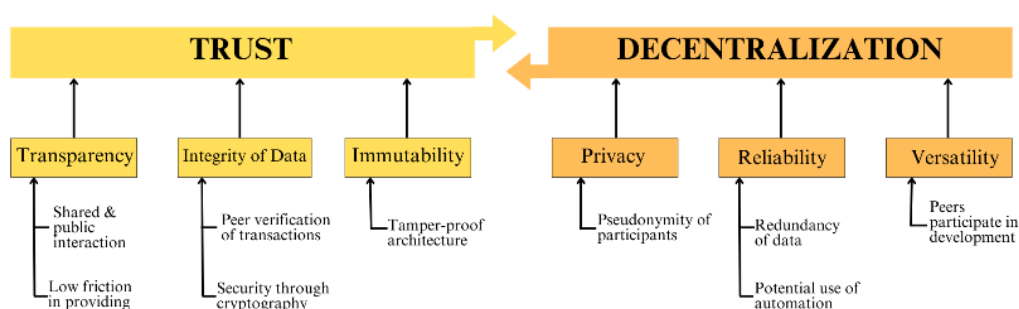 TRUST
DECENTRALIZATION
Transparency
Integrity of Data
Immutability
Privacy
Reliability
Versatility
Shared &
public
interaction
Low friction
in providing
Peer verification
of transactions
Security through
cryptography
Tamper-proof
architecture
Pseudonymity of
participants
Redundancy
of data
Potential use of
automation
Peers
participate in
development